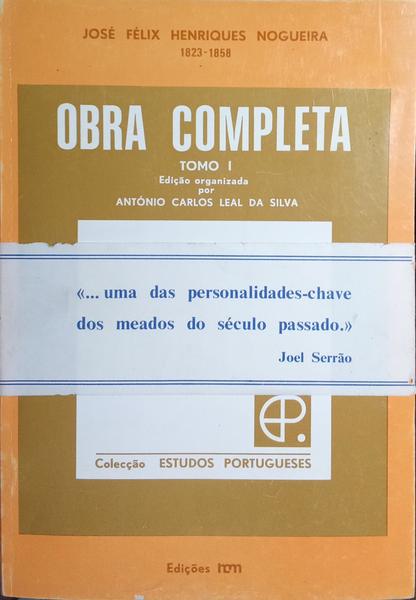 JOSÉ FÉLIX HENRIQUES NOGUEIRA
1823-1858
OBRA COMPLETA
TOMO I
Edição organizada
por
ANTÓNIO CARLOS LEAL DA SILVA
«... uma das personalidades-chave
dos meados do século passado.»
Joel Serrão
EP.
Colecção ESTUDOS PORTUGUESES
Edições incm